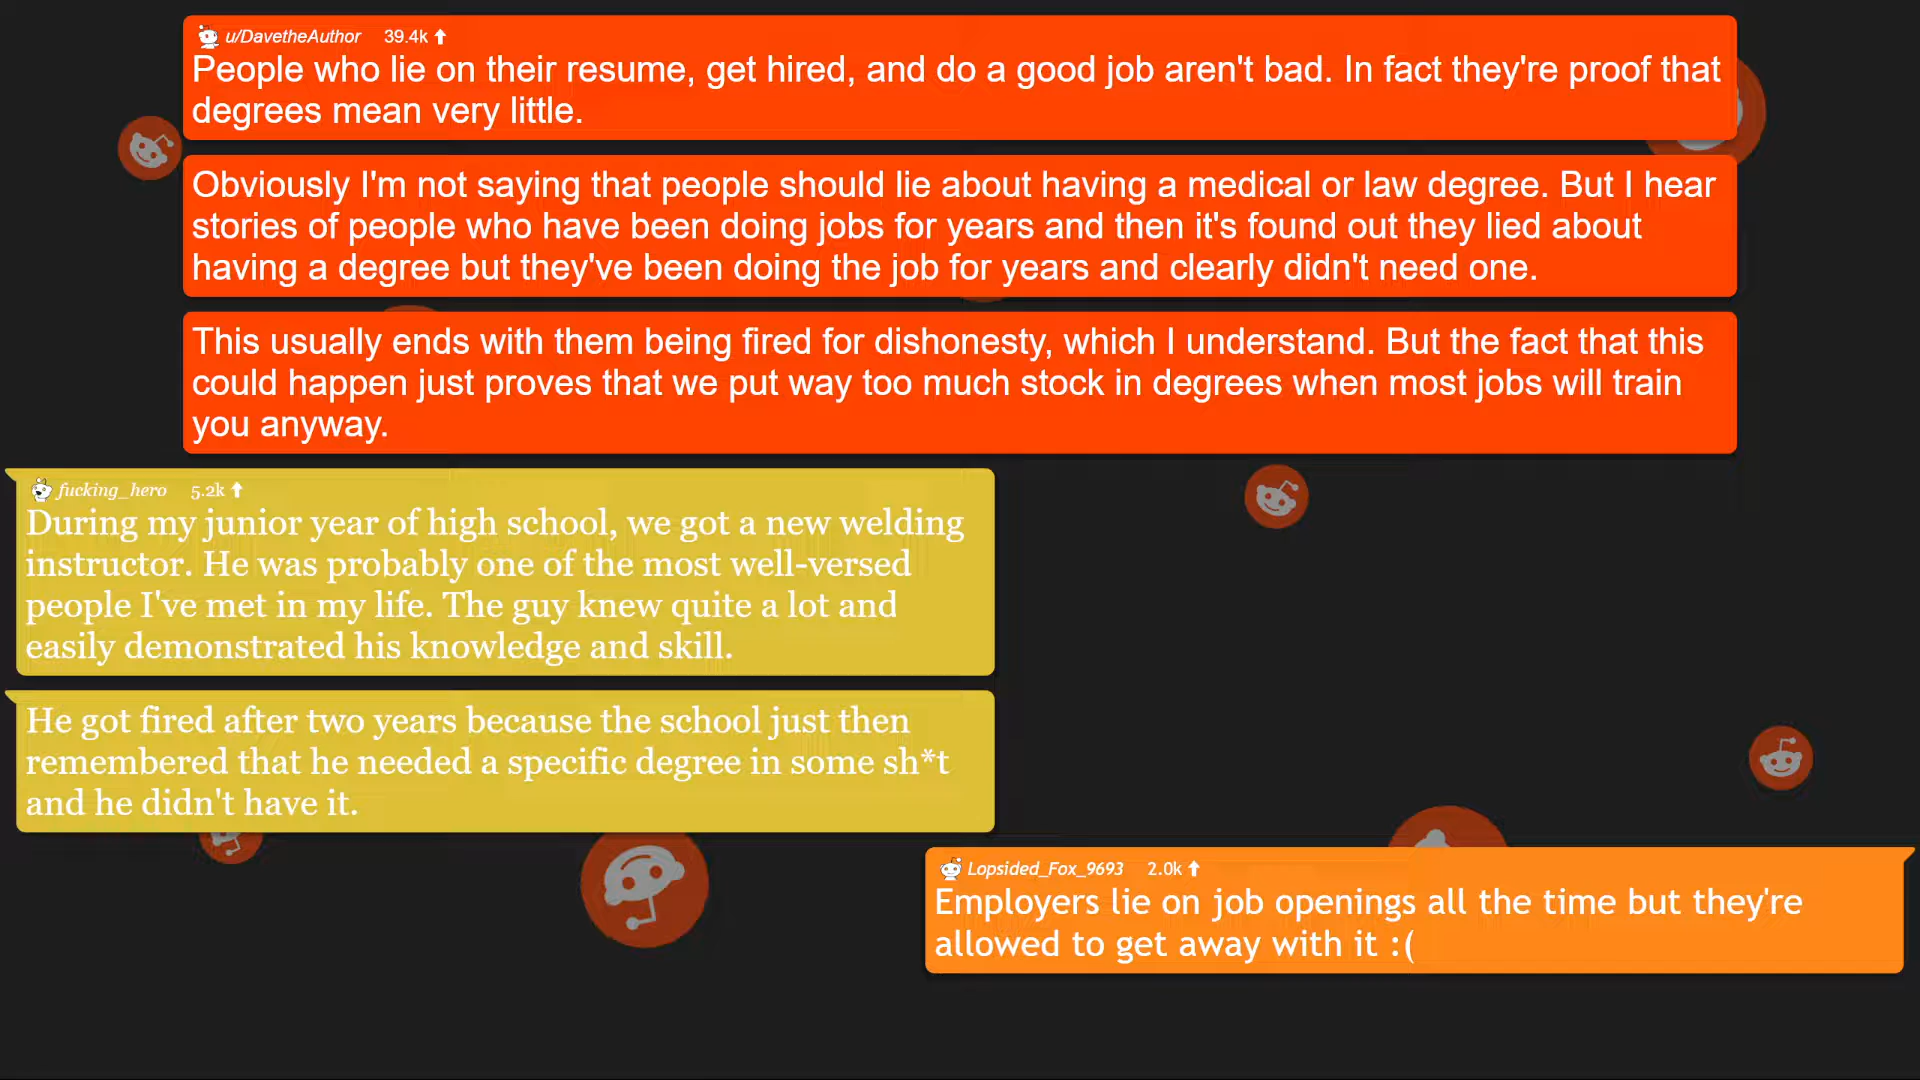 u/DavetheAuthor 39.4k
People who lie on their resume, get hired, and do a good job aren't bad. In fact they're proof that
degrees mean very little.
Obviously I'm not saying that people should lie about having a medical or law degree. But I hear
stories of people who have been doing jobs for years and then it's found out they lied about
having a degree but they've been doing the job for years and clearly didn't need one.
This usually ends with them being fired for dishonesty, which I understand. But the fact that this
could happen just proves that we put way too much stock in degrees when most jobs will train
you anyway.
fucking_hero 5.2k
During my junior year of high school, we got a new welding
instructor. He was probably one of the most well-versed
people I've met in my life. The guy knew quite a lot and
easily demonstrated his knowledge and skill.
He got fired after two years because the school just then
remembered that he needed a specific degree in some sh*t
and he didn't have it.
Lopsided_Fox_9693 2.0k
Employers lie on job openings all the time but they're
allowed to get away with it :(